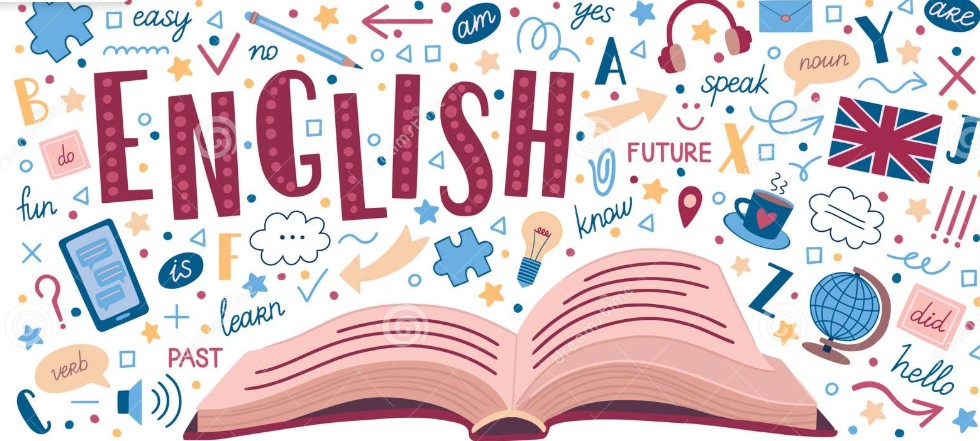 easy
am
yes
Y
are
no
A
noun
speak
ENGLISH
B
do
FUTURE
X
J
fun
know
is
F
learn
Z
did
PAST
verb
hello